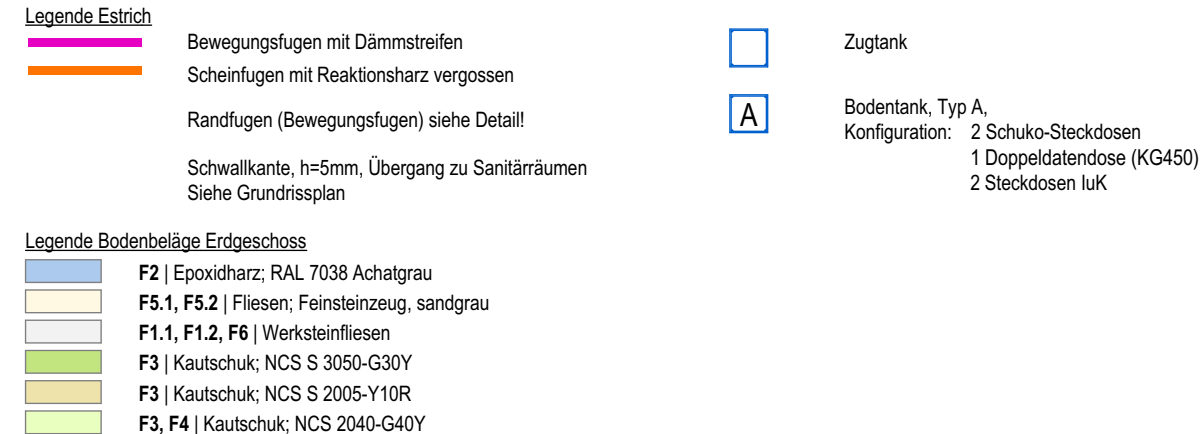 Legende Estrich
Bewegungsfugen mit Dämmstreifen
Scheinfugen mit Reaktionsharz vergossen
Randfugen (Bewegungsfugen) siehe Detail!
Schwallkante, h=5mm, Übergang zu Sanitärräumen
Siehe Grundrissplan
Zugtank
A
Bodentank, Typ A,
Konfiguration: 2 Schuko-Steckdosen
1 Doppeldatendose (KG450)
2 Steckdosen IuK
Legende Bodenbeläge Erdgeschoss
F2 | Epoxidharz; RAL 7038 Achatgrau
F5.1, F5.2 | Fliesen; Feinsteinzeug, sandgrau
F1.1, F1.2, F6 | Werksteinfliesen
F3 | Kautschuk; NCS S 3050-G30Y
F3 | Kautschuk; NCS S 2005-Y10R
F3, F4 | Kautschuk; NCS 2040-G40Y